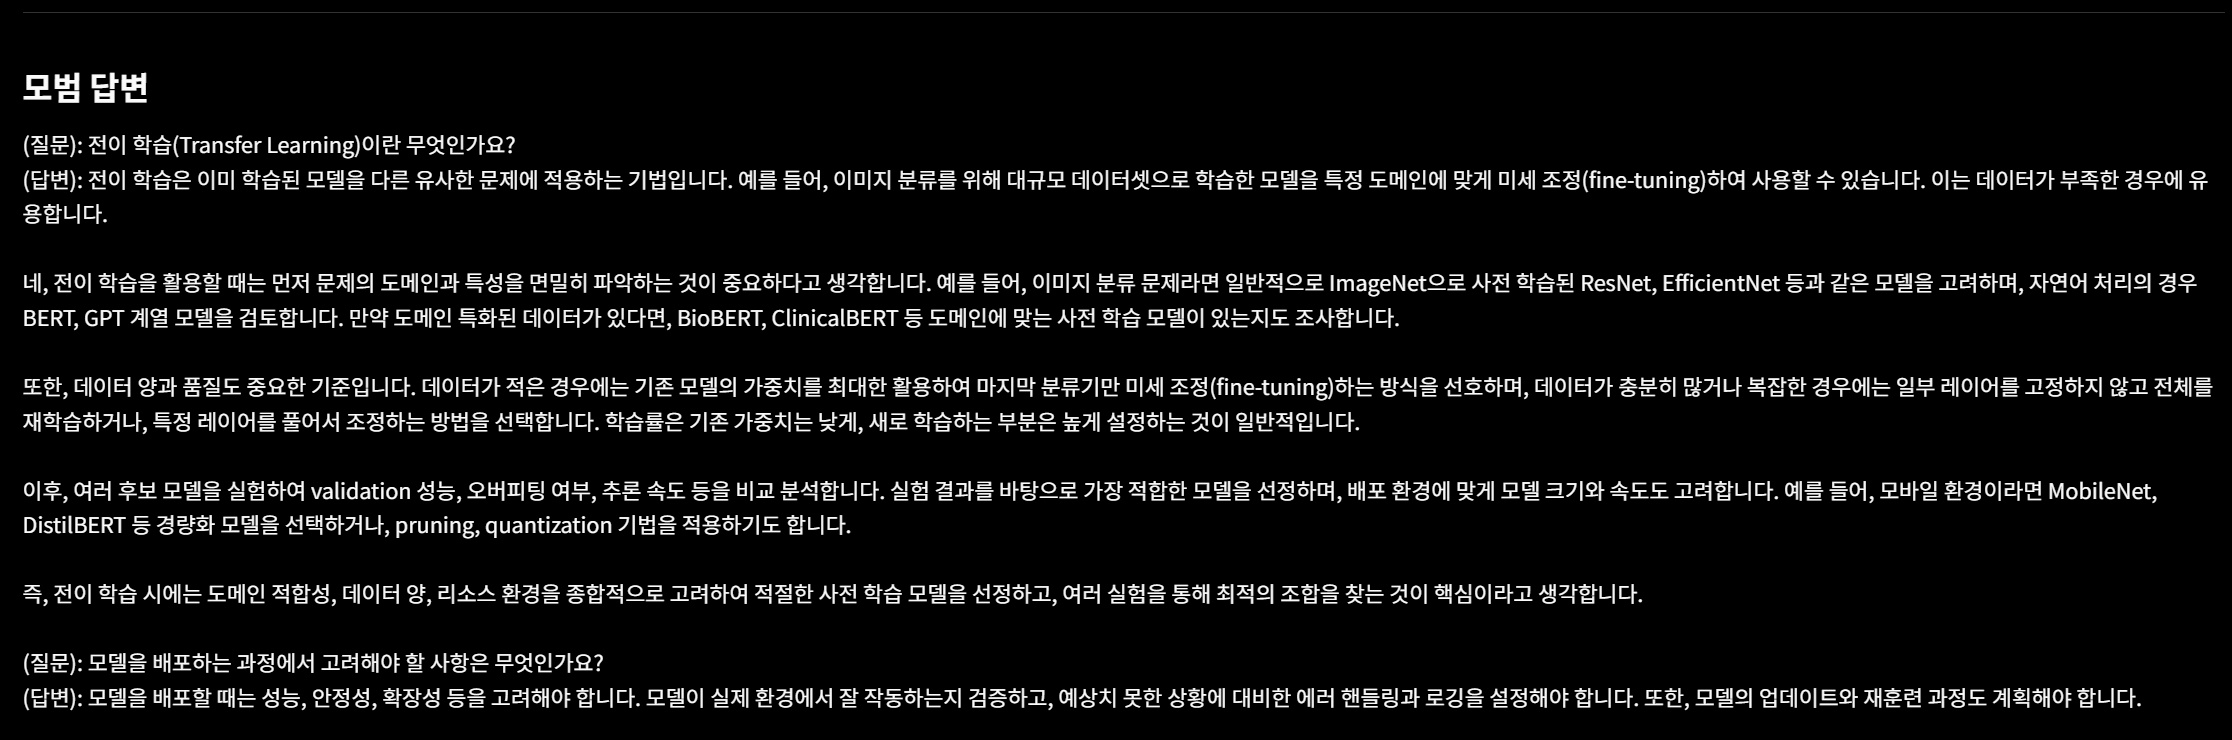 모범 답변
(질문): 전이 학습(Transfer Learning)이란 무엇인가요?
(답변): 전이 학습은 이미 학습된 모델을 다른 유사한 문제에 적용하는 기법입니다. 예를 들어, 이미지 분류를 위해 대규모 데이터셋으로 학습한 모델을 특정 도메인에 맞게 미세 조정(fine-tuning)하여 사용할 수 있습니다. 이는 데이터가 부족한 경우에 유
용합니다.
네, 전이 학습을 활용할 때는 먼저 문제의 도메인과 특성을 면밀히 파악하는 것이 중요하다고 생각합니다. 예를 들어, 이미지 분류 문제라면 일반적으로 ImageNet으로 사전 학습된 ResNet, EfficientNet 등과 같은 모델을 고려하며, 자연어 처리의 경우
BERT, GPT 계열 모델을 검토합니다. 만약 도메인 특화된 데이터가 있다면, BioBERT, ClinicalBERT 등 도메인에 맞는 사전 학습 모델이 있는지도 조사합니다.
또한, 데이터 양과 품질도 중요한 기준입니다. 데이터가 적은 경우에는 기존 모델의 가중치를 최대한 활용하여 마지막 분류기만 미세 조정(fine-tuning)하는 방식을 선호하며, 데이터가 충분히 많거나 복잡한 경우에는 일부 레이어를 고정하지 않고 전체를
재학습하거나, 특정 레이어를 풀어서 조정하는 방법을 선택합니다. 학습률은 기존 가중치는 낮게, 새로 학습하는 부분은 높게 설정하는 것이 일반적입니다.
이후, 여러 후보 모델을 실험하여 validation 성능, 오버피팅 여부, 추론 속도 등을 비교 분석합니다. 실험 결과를 바탕으로 가장 적합한 모델을 선정하며, 배포 환경에 맞게 모델 크기와 속도도 고려합니다. 예를 들어, 모바일 환경이라면 MobileNet,
DistilBERT 등 경량화 모델을 선택하거나, pruning, quantization 기법을 적용하기도 합니다.
즉, 전이 학습 시에는 도메인 적합성, 데이터 양, 리소스 환경을 종합적으로 고려하여 적절한 사전 학습 모델을 선정하고, 여러 실험을 통해 최적의 조합을 찾는 것이 핵심이라고 생각합니다.
(질문): 모델을 배포하는 과정에서 고려해야 할 사항은 무엇인가요?
(답변): 모델을 배포할 때는 성능, 안정성, 확장성 등을 고려해야 합니다. 모델이 실제 환경에서 잘 작동하는지 검증하고, 예상치 못한 상황에 대비한 에러 핸들링과 로깅을 설정해야 합니다. 또한, 모델의 업데이트와 재훈련 과정도 계획해야 합니다.